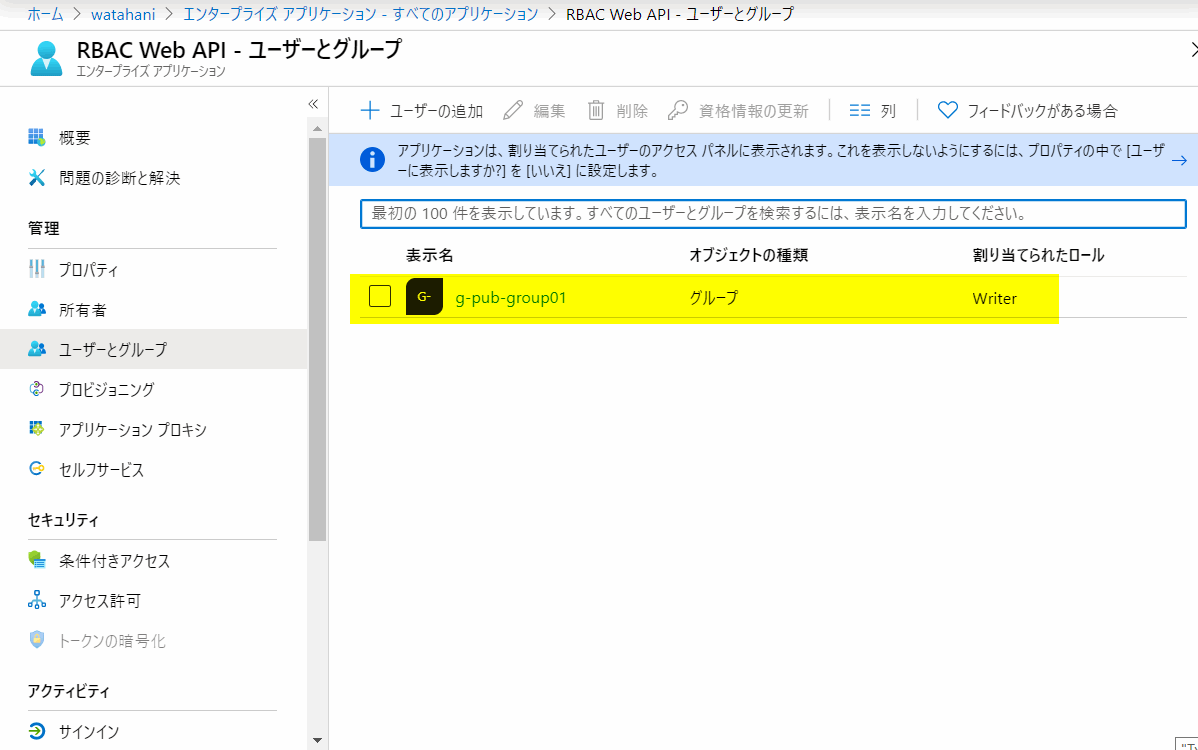 ホーム > watahani > エンタープライズ アプリケーション - すべてのアプリケーション > RBAC Web API - ユーザーとグループ
RBAC Web API - ユーザーとグループ
エンタープライズ アプリケーション
«
概要
問題の診断と解決
管理
プロパティ
所有者
ユーザーとグループ
プロビジョニング
アプリケーション プロキシ
セルフサービス
セキュリティ
条件付きアクセス
アクセス許可
トークンの暗号化
アクティビティ
サインイン
ユーザーの追加 編集 削除 資格情報の更新 列 フィードバックがある場合
アプリケーションは、割り当てられたユーザーのアクセス パネルに表示されます。これを表示しないようにするには、プロパティの中で [ユーザ
ーに表示しますか?] を [いいえ] に設定します。
最初の 100 件を表示しています。すべてのユーザーとグループを検索するには、表示名を入力してください。
表示名 オブジェクトの種類 割り当てられたロール
G- g-pub-group01 グループ Writer